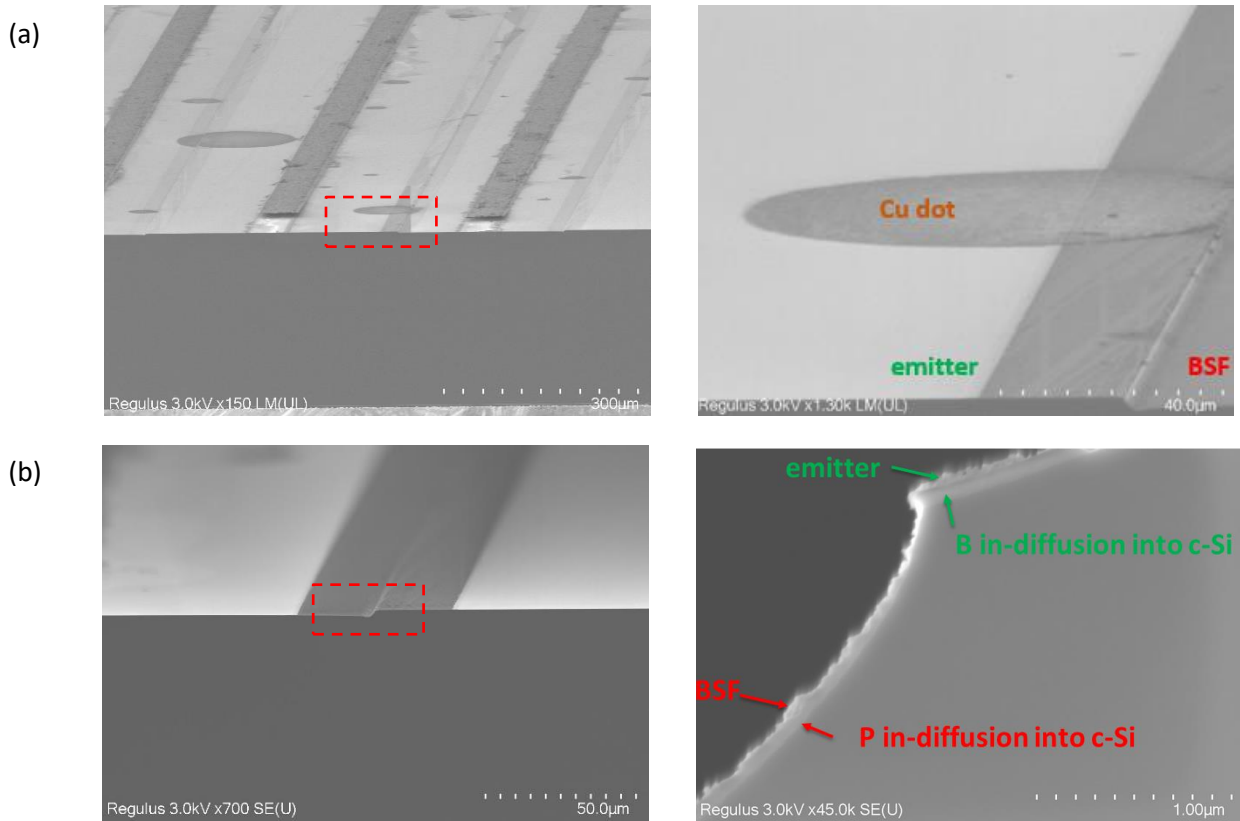 (a)
Regulus 3.0kV x150 LM(UL) 300µm
Cu dot
emitter
BSF
Regulus 3.0kV x1.30k LM(UL) 40.0µm
(b)
Regulus 3.0kV x700 SE(U) 50.0µm
emitter
B in-diffusion into c-Si
BSF
P in-diffusion into c-Si
Regulus 3.0kV x45.0k SE(U) 1.00µm